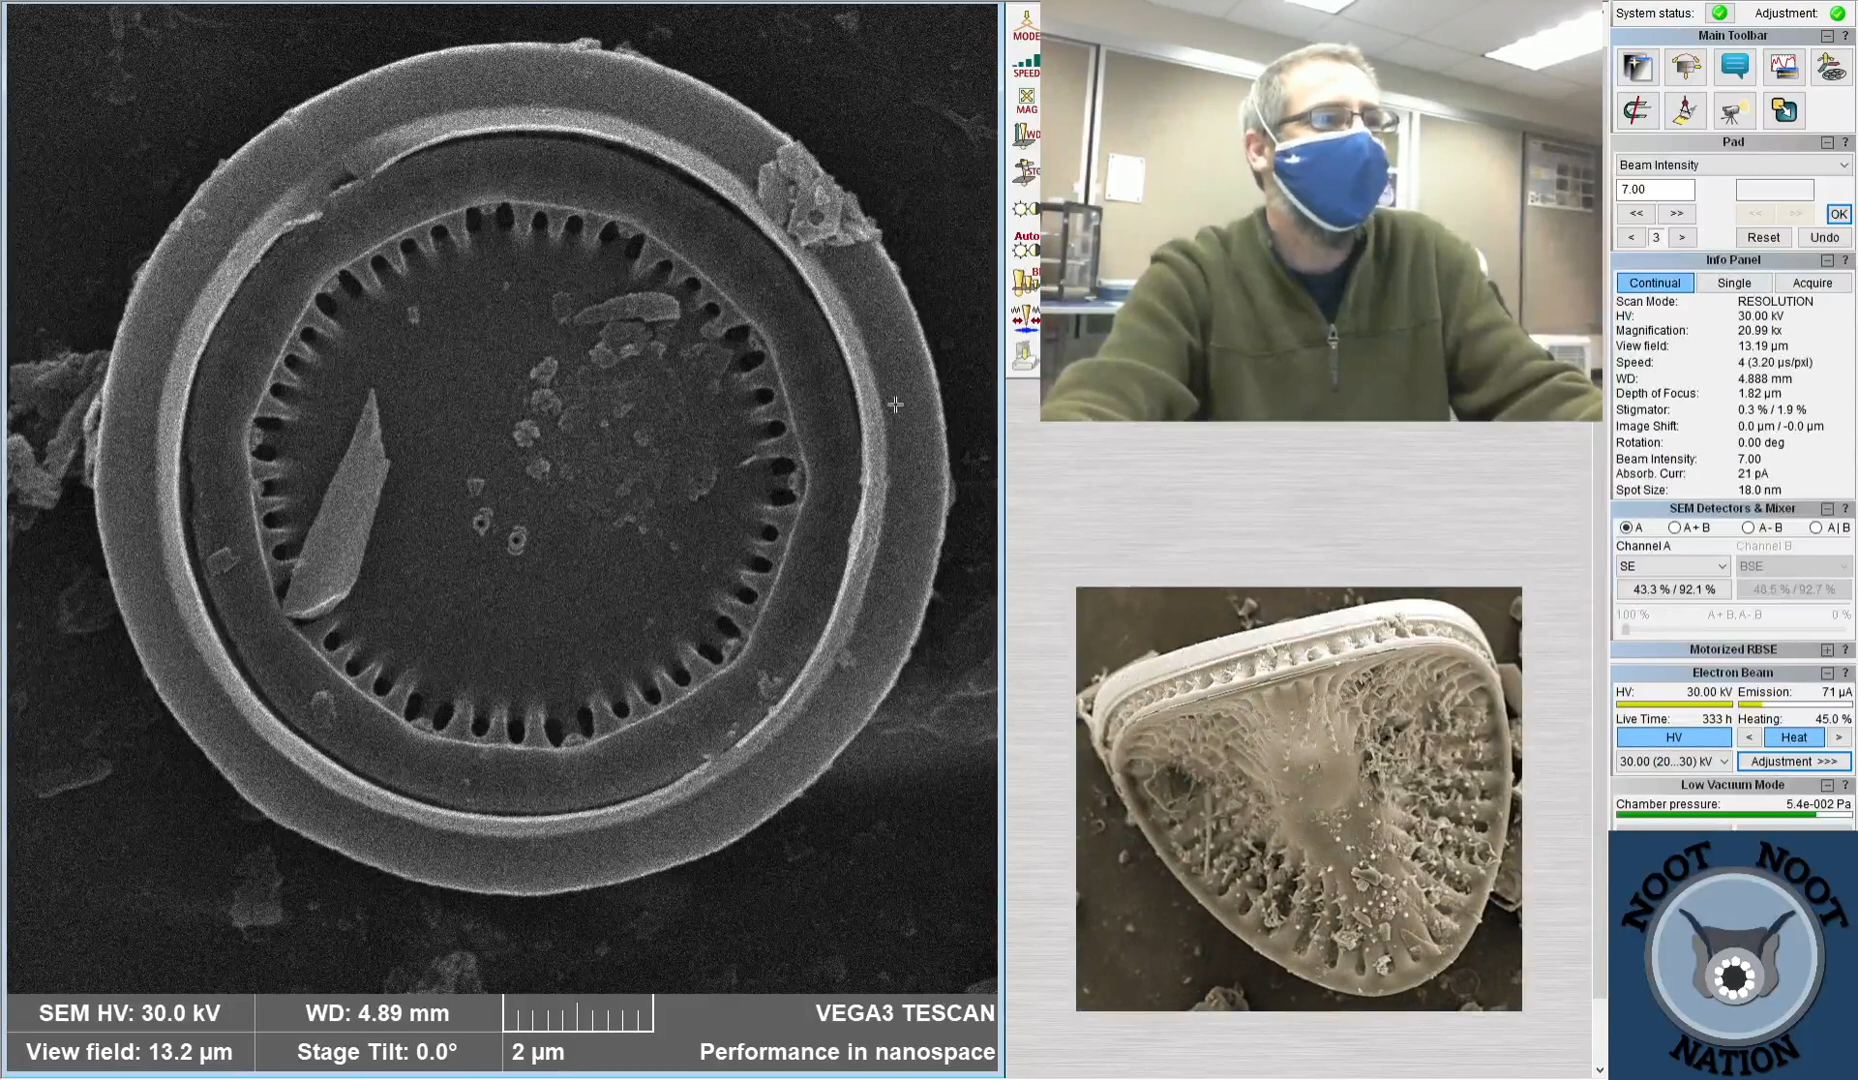 MODE
SPEED
MAG
WD
Auto
System status: Adjustment:
Main Toolbar
Pad
Beam Intensity
7.00
<< >> << >> OK
< 3 > Reset Undo
Info Panel
Continual Single Acquire
Scan Mode: RESOLUTION
HV: 30.00 kV
Magnification: 20.99 kx
View field: 13.19 µm
Speed: 4 (3.20 µs/pxl)
WD: 4.888 mm
Depth of Focus: 1.82 µm
Stigmator: 0.3 % / 1.9 %
Image Shift: 0.0 µm / -0.0 µm
Rotation: 0.00 deg
Beam Intensity: 7.00
Absorb. Curr: 21 pA
Spot Size: 18.0 nm
SEM Detectors & Mixer
A A + B A - B A | B
Channel A Channel B
SE BSE
43.3 % / 92.1 % 48.5 % / 92.7 %
100 % A + B, A - B 0 %
Motorized RBSE
Electron Beam
HV: 30.00 kV Emission: 71 µA
Live Time: 333 h Heating: 45.0 %
HV < Heat >
30.00 (20...30) kV Adjustment >>>
Low Vacuum Mode
Chamber pressure: 5.4e-002 Pa
NOOT NOOT
NATION
SEM HV: 30.0 kV WD: 4.89 mm VEGA3 TESCAN
View field: 13.2 µm Stage Tilt: 0.0° 2 µm Performance in nanospace